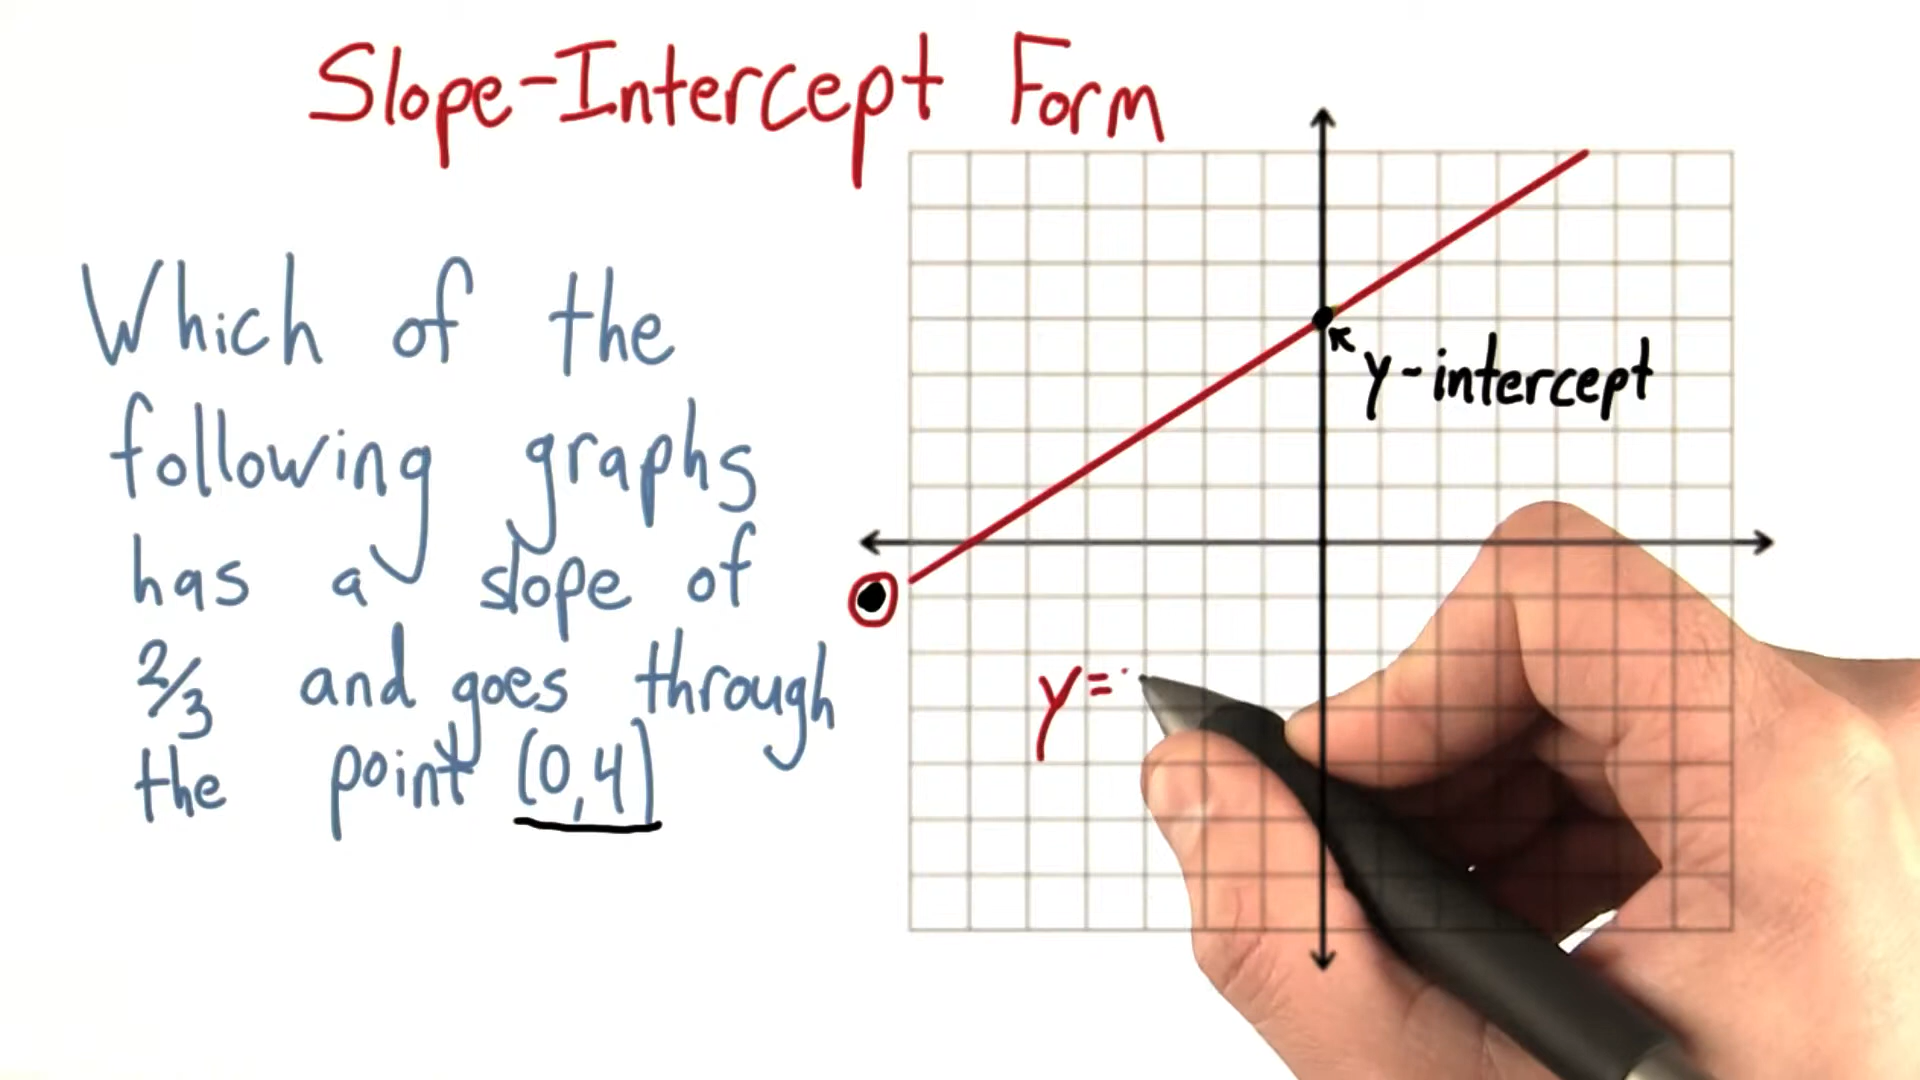 Slope-Intercept Form
Which of the
following graphs
has a slope of
2/3 and goes through
the point (0,4)
y-intercept
y=